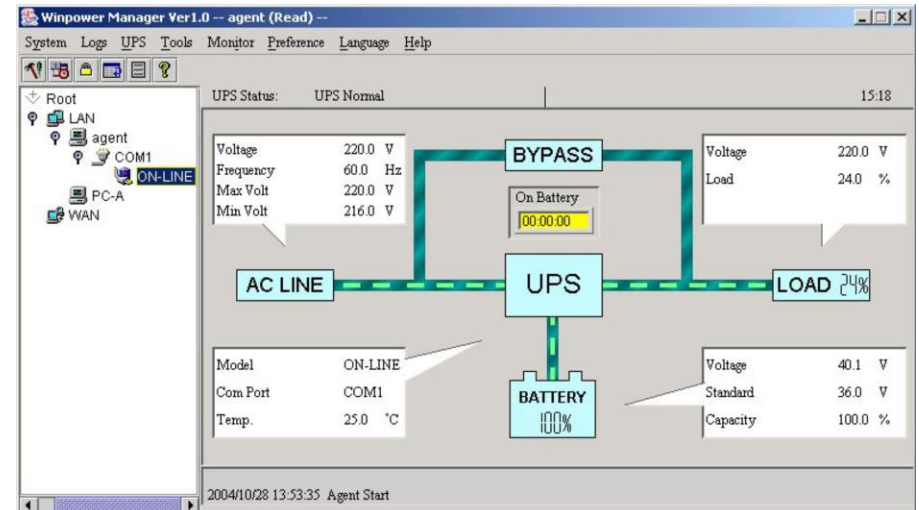 Winpower Manager Ver1.0 -- agent (Read) --
System Logs UPS Tools Monitor Preference Language Help
Root
LAN
agent
COM1
ON-LINE
PC-A
WAN
UPS Status: UPS Normal 15:18
Voltage 220.0 V
Frequency 60.0 Hz
Max Volt 220.0 V
Min Volt 216.0 V
BYPASS
On Battery
00:00:00
Voltage 220.0 V
Load 24.0 %
AC LINE
UPS
LOAD 24%
Model ON-LINE
Com Port COM1
Temp. 25.0 °C
BATTERY
100%
Voltage 40.1 V
Standard 36.0 V
Capacity 100.0 %
2004/10/28 13:53:35 Agent Start